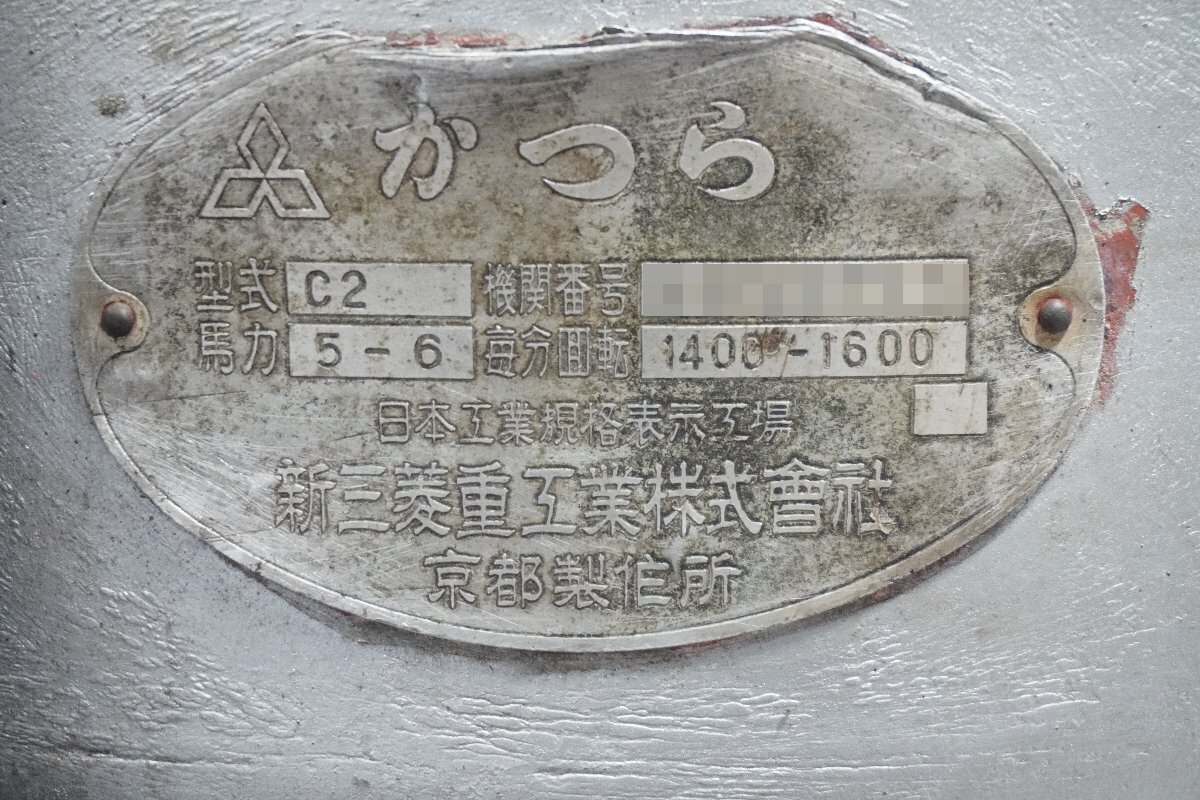 かつら
型式 C2 機関番号
馬力 5-6 毎分回転 1400-1600
日本工業規格表示工場
新三菱重工業株式會社
京都製作所